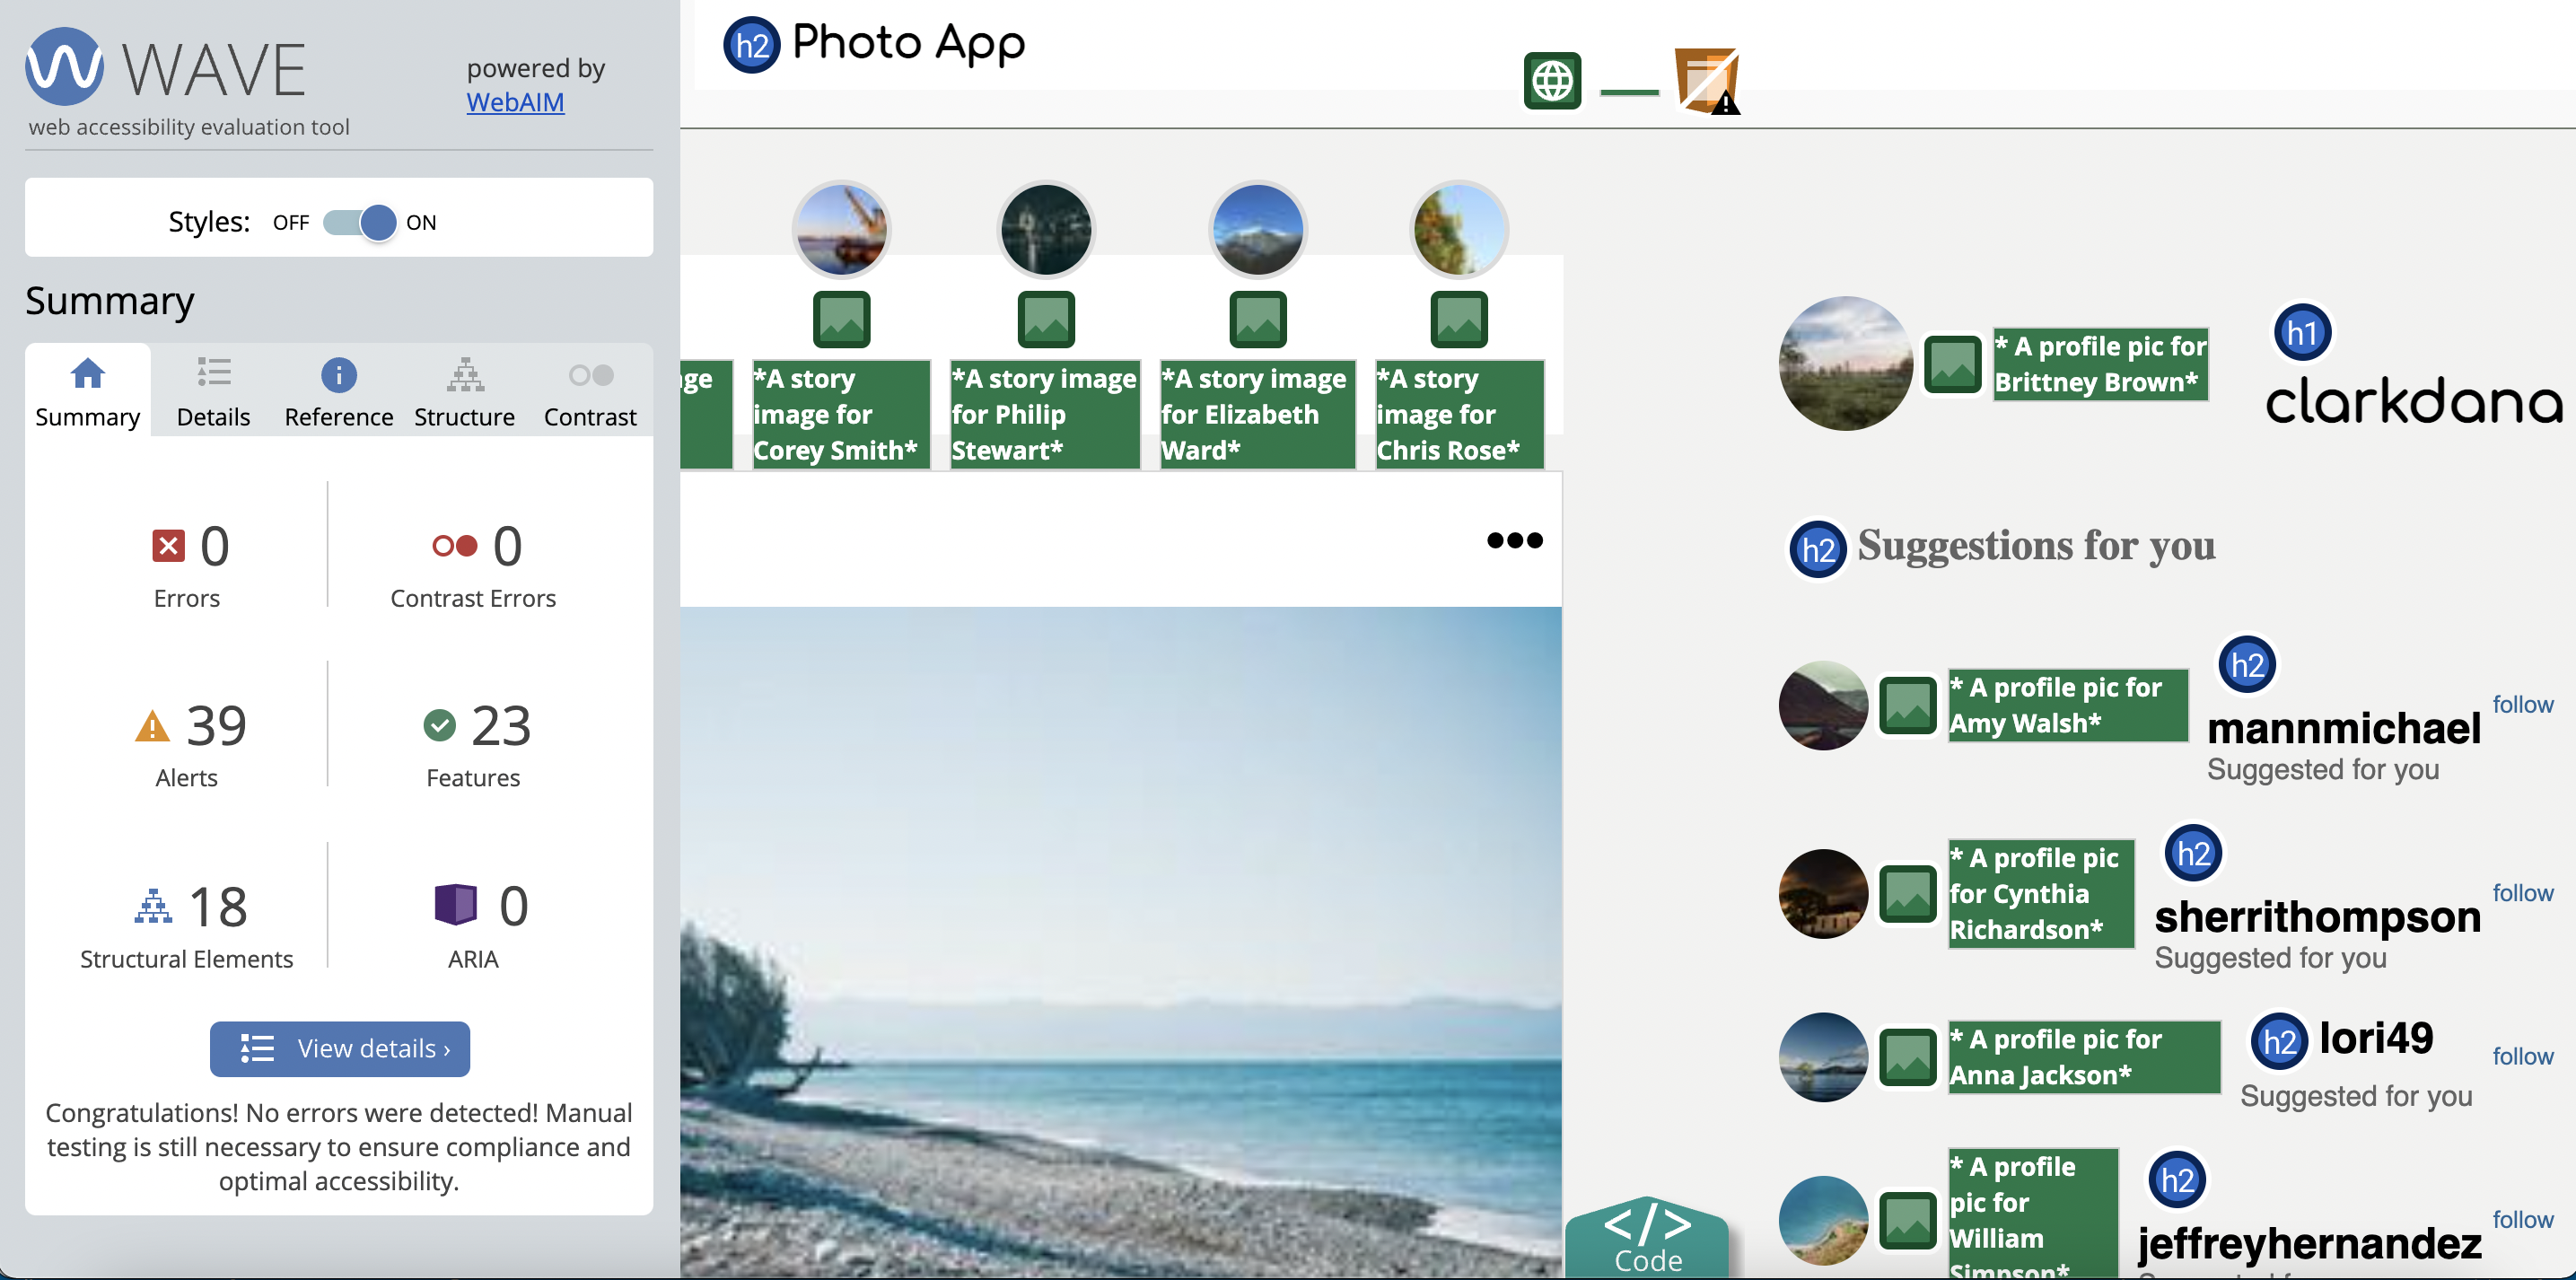 WAVE
powered by
WebAIM
web accessibility evaluation tool
Styles: OFF ON
Summary
Summary Details Reference Structure Contrast
0
Errors
0
Contrast Errors
39
Alerts
23
Features
18
Structural Elements
0
ARIA
View details ›
Congratulations! No errors were detected! Manual
testing is still necessary to ensure compliance and
optimal accessibility.
h2 Photo App
*A story
image for
Corey Smith*
*A story image
for Philip
Stewart*
*A story image
for Elizabeth
Ward*
*A story
image for
Chris Rose*
</>
Code
* A profile pic for
Brittney Brown*
h1
clarkdana
h2 Suggestions for you
* A profile pic for
Amy Walsh*
h2
mannmichael
Suggested for you
follow
* A profile pic
for Cynthia
Richardson*
h2
sherrithompson
Suggested for you
follow
* A profile pic for
Anna Jackson*
h2 lori49
Suggested for you
follow
* A profile
pic for
William
Simpson*
h2
jeffreyhernandez
follow